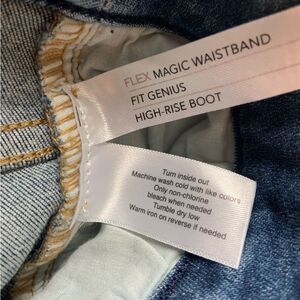 FLEX MAGIC WAISTBAND
FIT GENIUS
HIGH-RISE BOOT
Turn inside out
Machine wash cold with like colors
Only non-chlorine
bleach when needed
Tumble dry low
Warm iron on reverse if needed